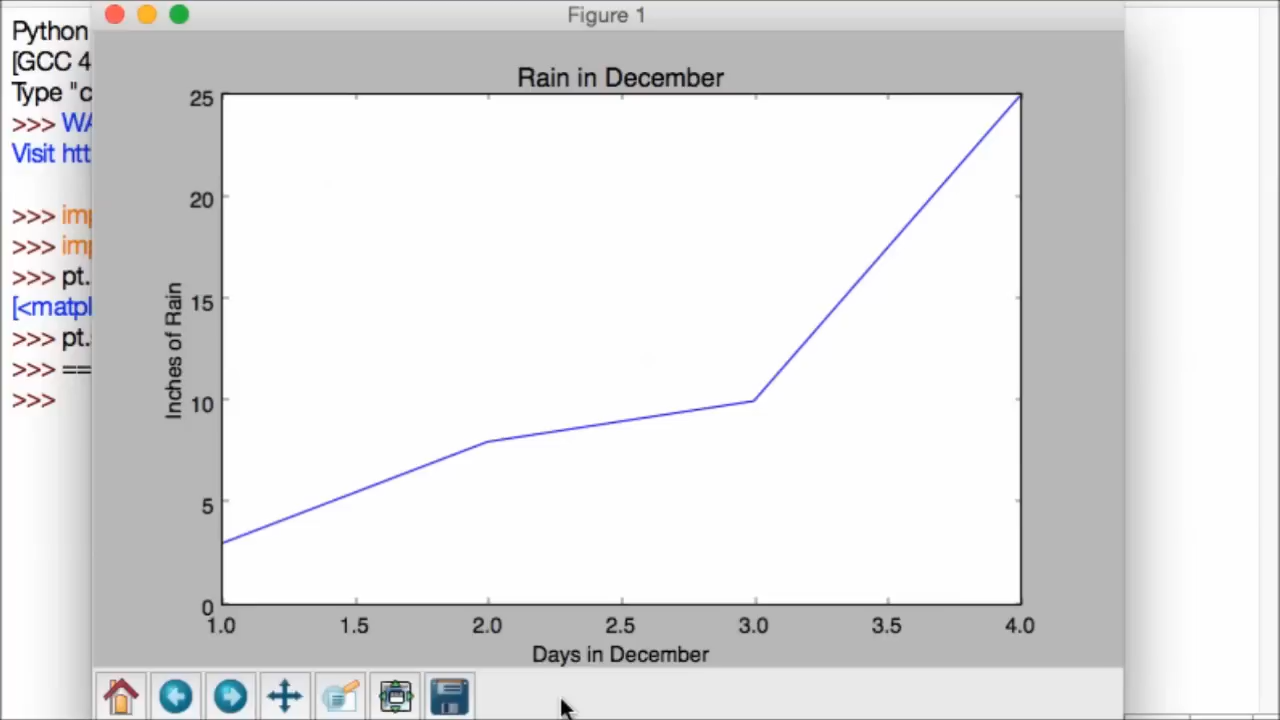 Figure 1
Python
[GCC 4
Type "c
>>> WA
Visit htt
>>> imp
>>> imp
>>> pt.
[<matpl
>>> pt.
>>> ==
>>>
Rain in December
25
20
15
10
5
0
Inches of Rain
1.0 1.5 2.0 2.5 3.0 3.5 4.0
Days in December